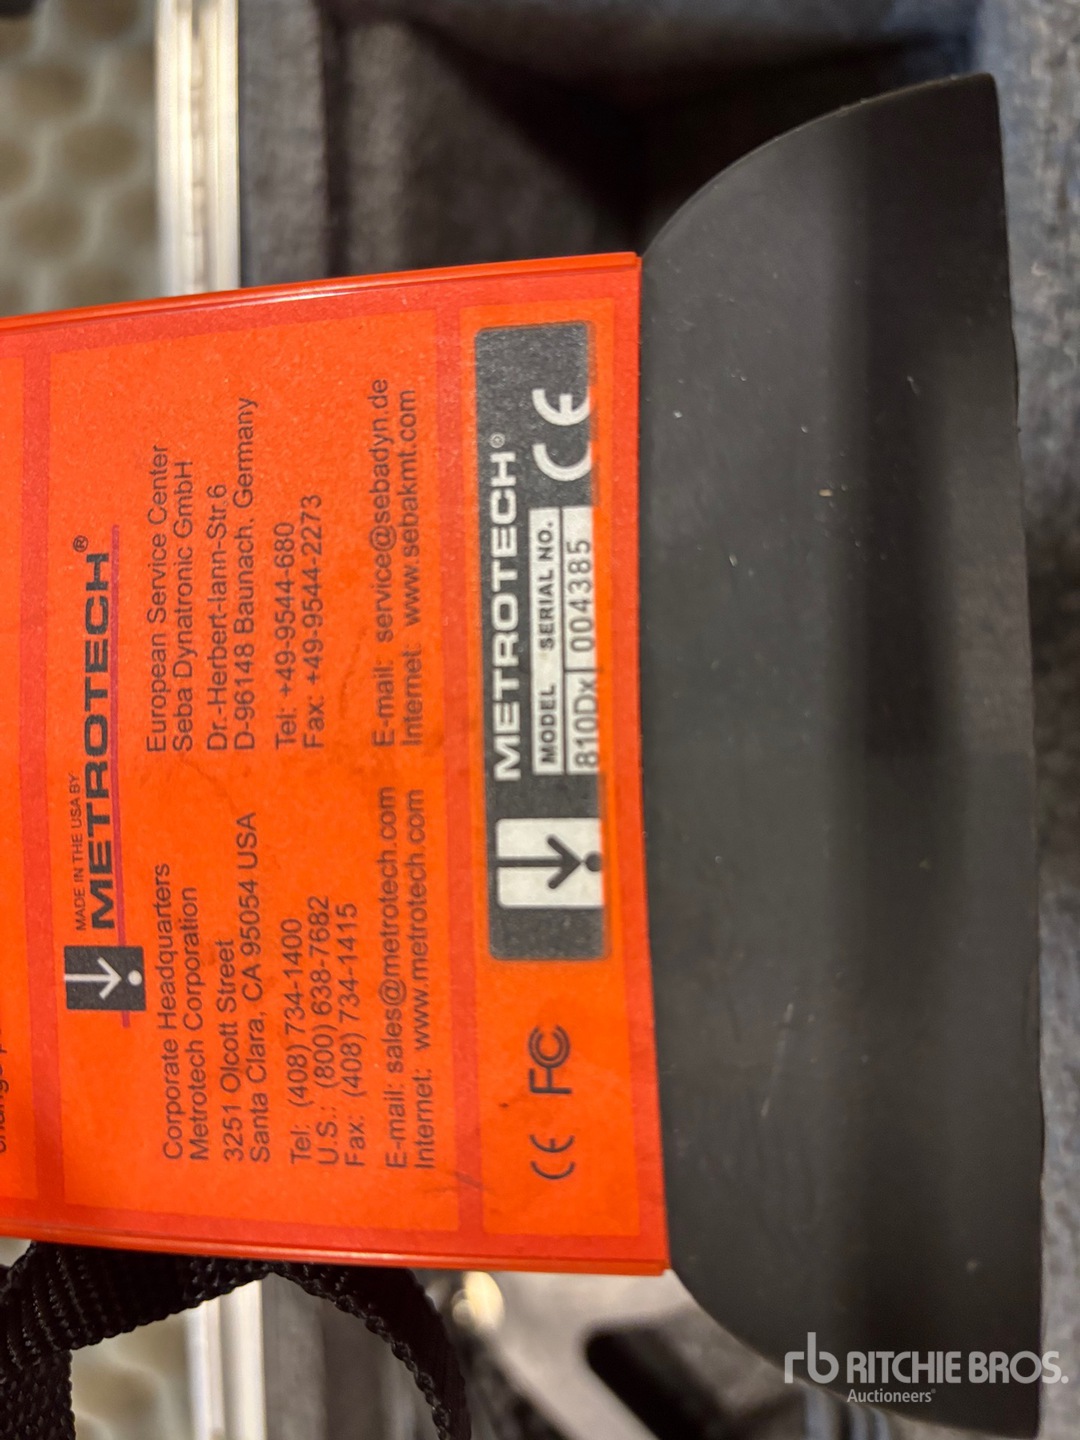 MADE IN THE USA BY
METROTECH®
Corporate Headquarters
Metrotech Corporation
3251 Olcott Street
Santa Clara, CA 95054 USA
Tel: (408) 734-1400
U.S.: (800) 638-7682
Fax: (408) 734-1415
E-mail: sales@metrotech.com
Internet: www.metrotech.com
European Service Center
Seba Dynatronic GmbH
Dr.-Herbert-Iann-Str.6
D-96148 Baunach, Germany
Tel: +49-9544-680
Fax: +49-9544-2273
E-mail: service@sebadyn.de
Internet: www.sebakmt.com
CE FC
METROTECH®
MODEL SERIAL NO.
810Dx 004385
CE
rb RITCHIE BROS.
Auctioneers